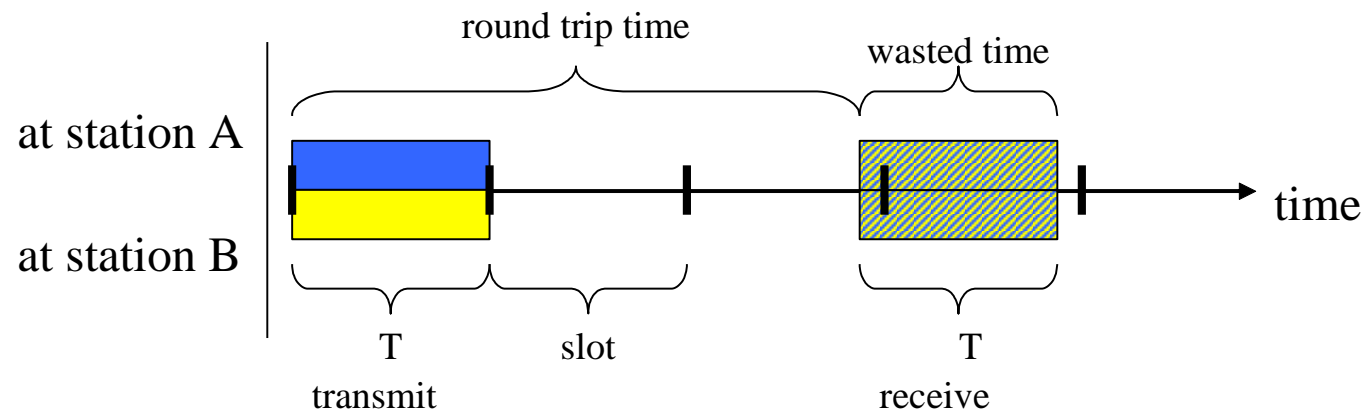 round trip time
wasted time
at station A
time
at station B
T
slot
T
transmit
receive